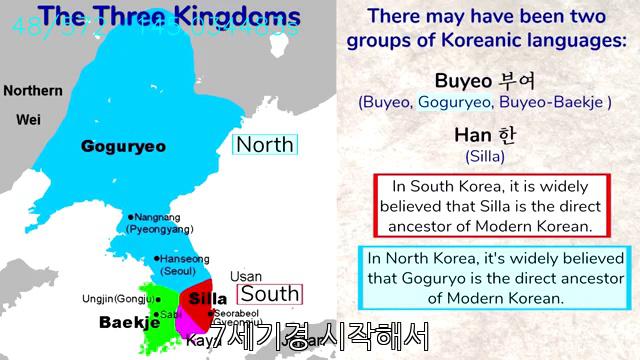 The Three Kingdoms
Northern
Wei
Goguryeo
North
Nangnang
(Pyeongyang)
Hanseong
(Seoul)
Usan
South
Ungjin(Gongju)
Silla
Sabi
Seorabeol
(Gyeongju)
Baekje
Kaya
7세기경 시작해서
There may have been two
groups of Koreanic languages:
Buyeo 부여
(Buyeo, Goguryeo, Buyeo-Baekje )
Han 한
(Silla)
In South Korea, it is widely
believed that Silla is the direct
ancestor of Modern Korean.
In North Korea, it's widely believed
that Goguryo is the direct ancestor
of Modern Korean.